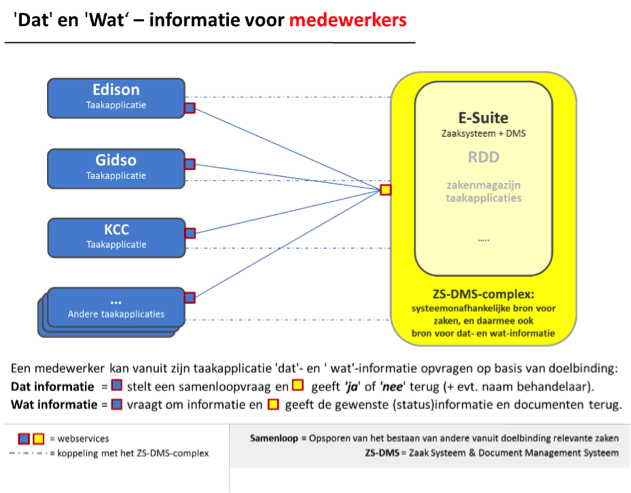 'Dat' en 'Wat‘ – informatie voor medewerkers
Edison
Taakapplicatie
Gidso
Taakapplicatie
KCC
Taakapplicatie
...
Andere taakapplicaties
E-Suite
Zaaksysteem + DMS
RDD
zakenmagazijn
taakapplicaties
.....
ZS-DMS-complex:
systeemonafhankelijke bron voor
zaken, en daarmee ook
bron voor dat- en wat-informatie
Een medewerker kan vanuit zijn taakapplicatie 'dat'- en ' wat'-informatie opvragen op basis van doelbinding:
Dat informatie = stelt een samenloopvraag en geeft 'ja' of 'nee' terug (+ evt. naam behandelaar).
Wat informatie = vraagt om informatie en geeft de gewenste (status)informatie en documenten terug.
= webservices
= koppeling met het ZS-DMS-complex
Samenloop = Opsporen van het bestaan van andere vanuit doelbinding relevante zaken
ZS-DMS = Zaak Systeem & Document Management Systeem